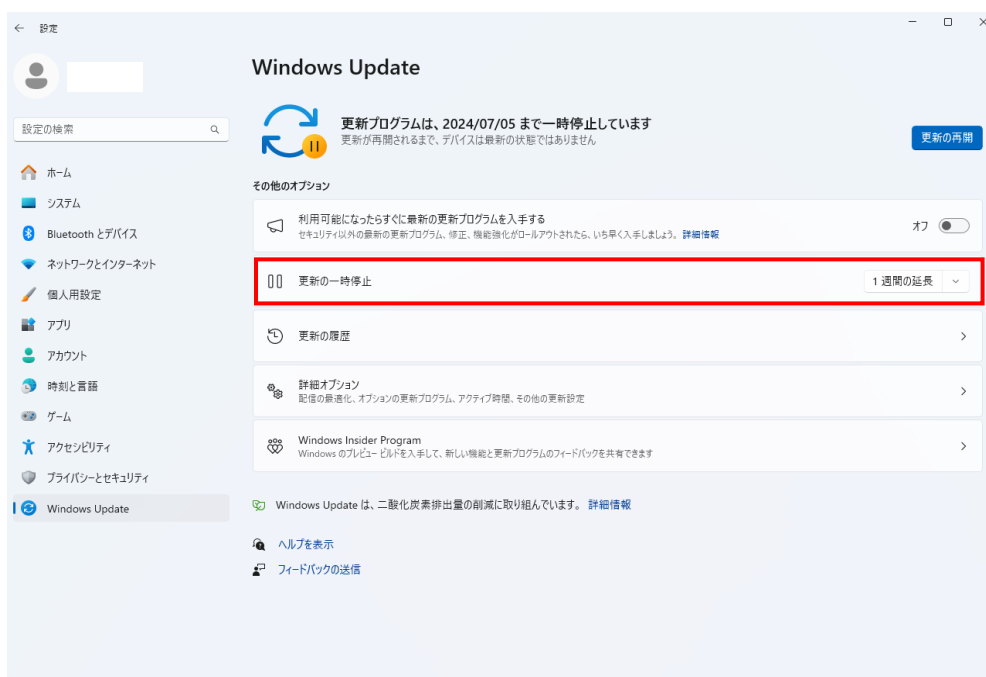 設定
Windows Update
設定の検索
更新プログラムは、2024/07/05 まで一時停止しています
更新が再開されるまで、デバイスは最新の状態ではありません
更新の再開
ホーム
システム
Bluetooth とデバイス
ネットワークとインターネット
個人用設定
アプリ
アカウント
時刻と言語
ゲーム
アクセシビリティ
プライバシーとセキュリティ
Windows Update
その他のオプション
利用可能になったらすぐに最新の更新プログラムを入手する
セキュリティ以外の最新の更新プログラム、修正、機能強化がロールアウトされたら、いち早く入手しましょう。 詳細情報
オフ
更新の一時停止
1 週間の延長
更新の履歴
詳細オプション
配信の最適化、オプションの更新プログラム、アクティブ時間、その他の更新設定
Windows Insider Program
Windows のプレビュー ビルドを入手して、新しい機能と更新プログラムのフィードバックを共有できます
Windows Update は、二酸化炭素排出量の削減に取り組んでいます。 詳細情報
ヘルプを表示
フィードバックの送信